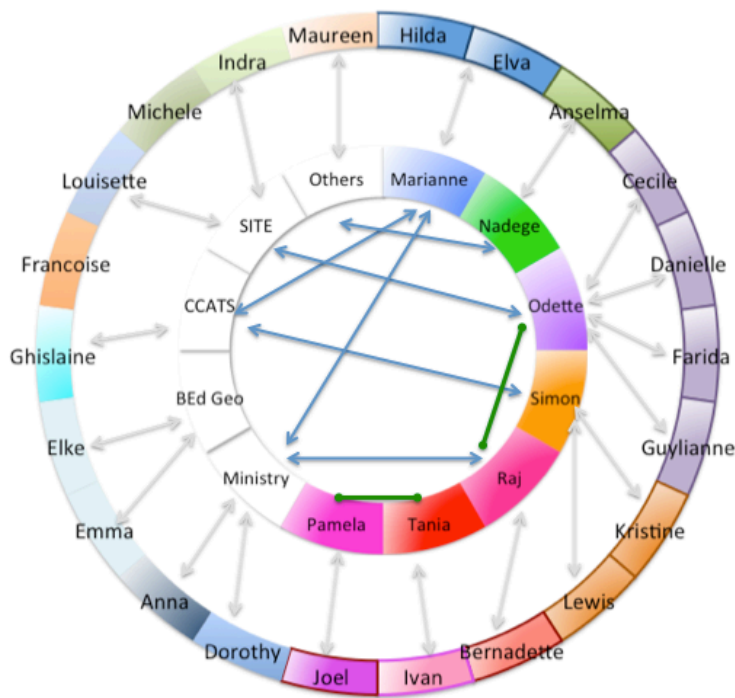 Maureen
Hilda
Elva
Anselma
Cecile
Danielle
Farida
Guylianne
Kristine
Lewis
Bernadette
Ivan
Joel
Dorothy
Anna
Emma
Elke
Ghislaine
Francoise
Louisette
Michele
Indra
Others
Marianne
Nadege
Odette
Simon
Raj
Tania
Pamela
Ministry
BEd Geo
CCATS
SITE